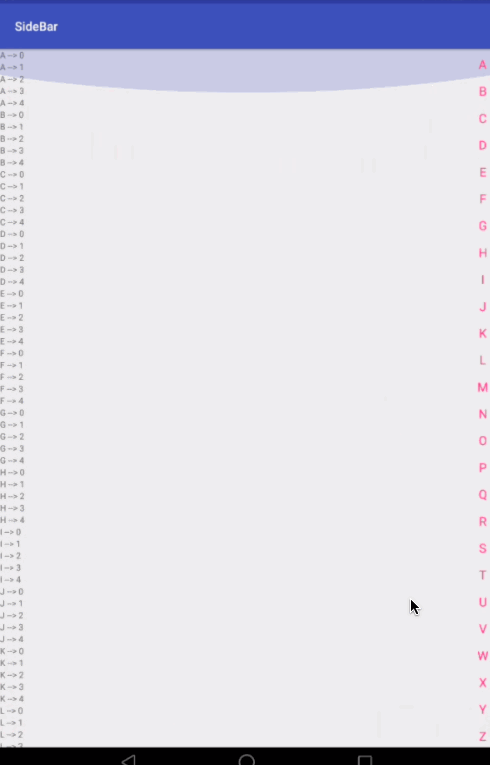 SideBar
A --> 0
A --> 1
A --> 2
A --> 3
A --> 4
B --> 0
B --> 1
B --> 2
B --> 3
B --> 4
C --> 0
C --> 1
C --> 2
C --> 3
C --> 4
D --> 0
D --> 1
D --> 2
D --> 3
D --> 4
E --> 0
E --> 1
E --> 2
E --> 3
E --> 4
F --> 0
F --> 1
F --> 2
F --> 3
F --> 4
G --> 0
G --> 1
G --> 2
G --> 3
G --> 4
H --> 0
H --> 1
H --> 2
H --> 3
H --> 4
I --> 0
I --> 1
I --> 2
I --> 3
I --> 4
J --> 0
J --> 1
J --> 2
J --> 3
J --> 4
K --> 0
K --> 1
K --> 2
K --> 3
K --> 4
L --> 0
L --> 1
L --> 2
L --> 3
A
B
C
D
E
F
G
H
I
J
K
L
M
N
O
P
Q
R
S
T
U
V
W
X
Y
Z